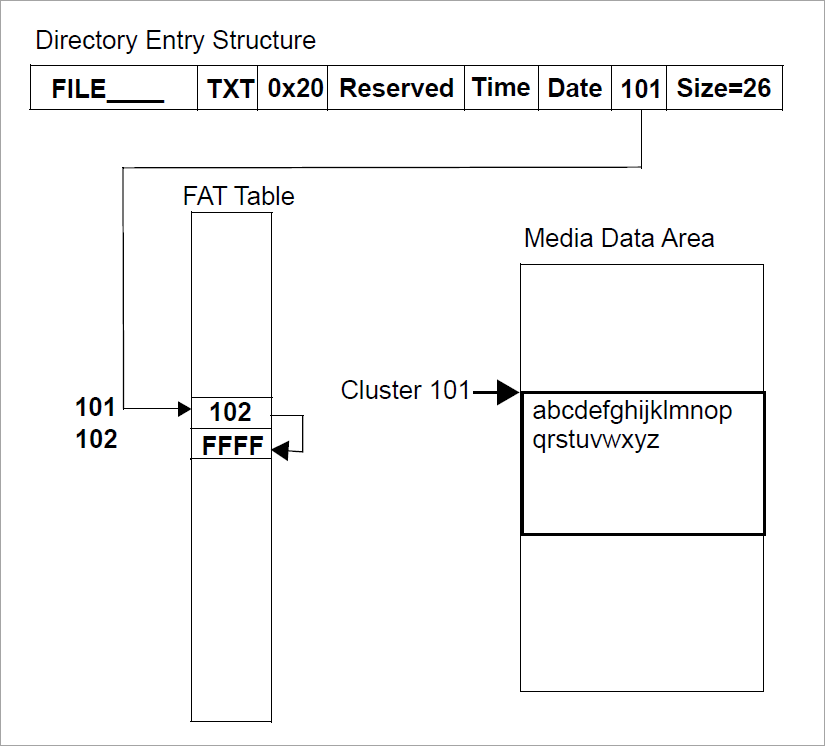 Directory Entry Structure
FILE____ TXT 0x20 Reserved Time Date 101 Size=26
FAT Table
Media Data Area
Cluster 101
abcdefghijklmnop
qrstuvwxyz
101 102
102 FFFF